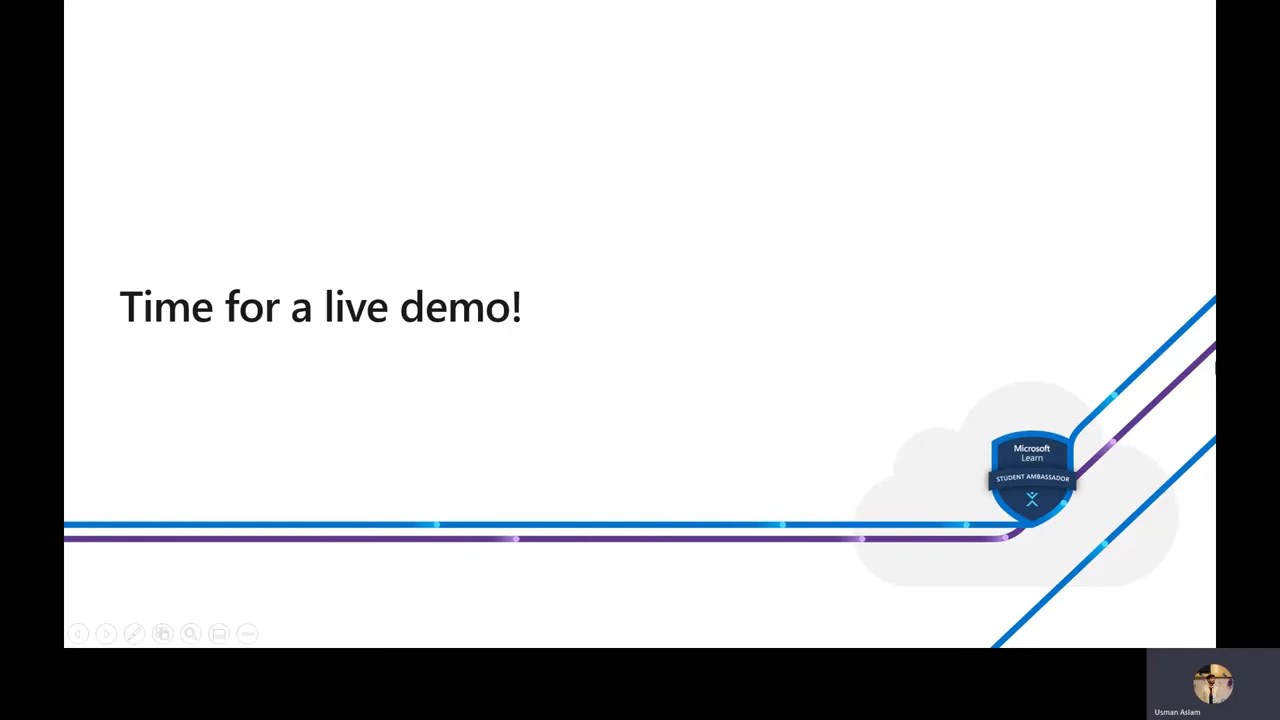 Time for a live demo!
Microsoft
Learn
STUDENT AMBASSADOR
Usman Aslam